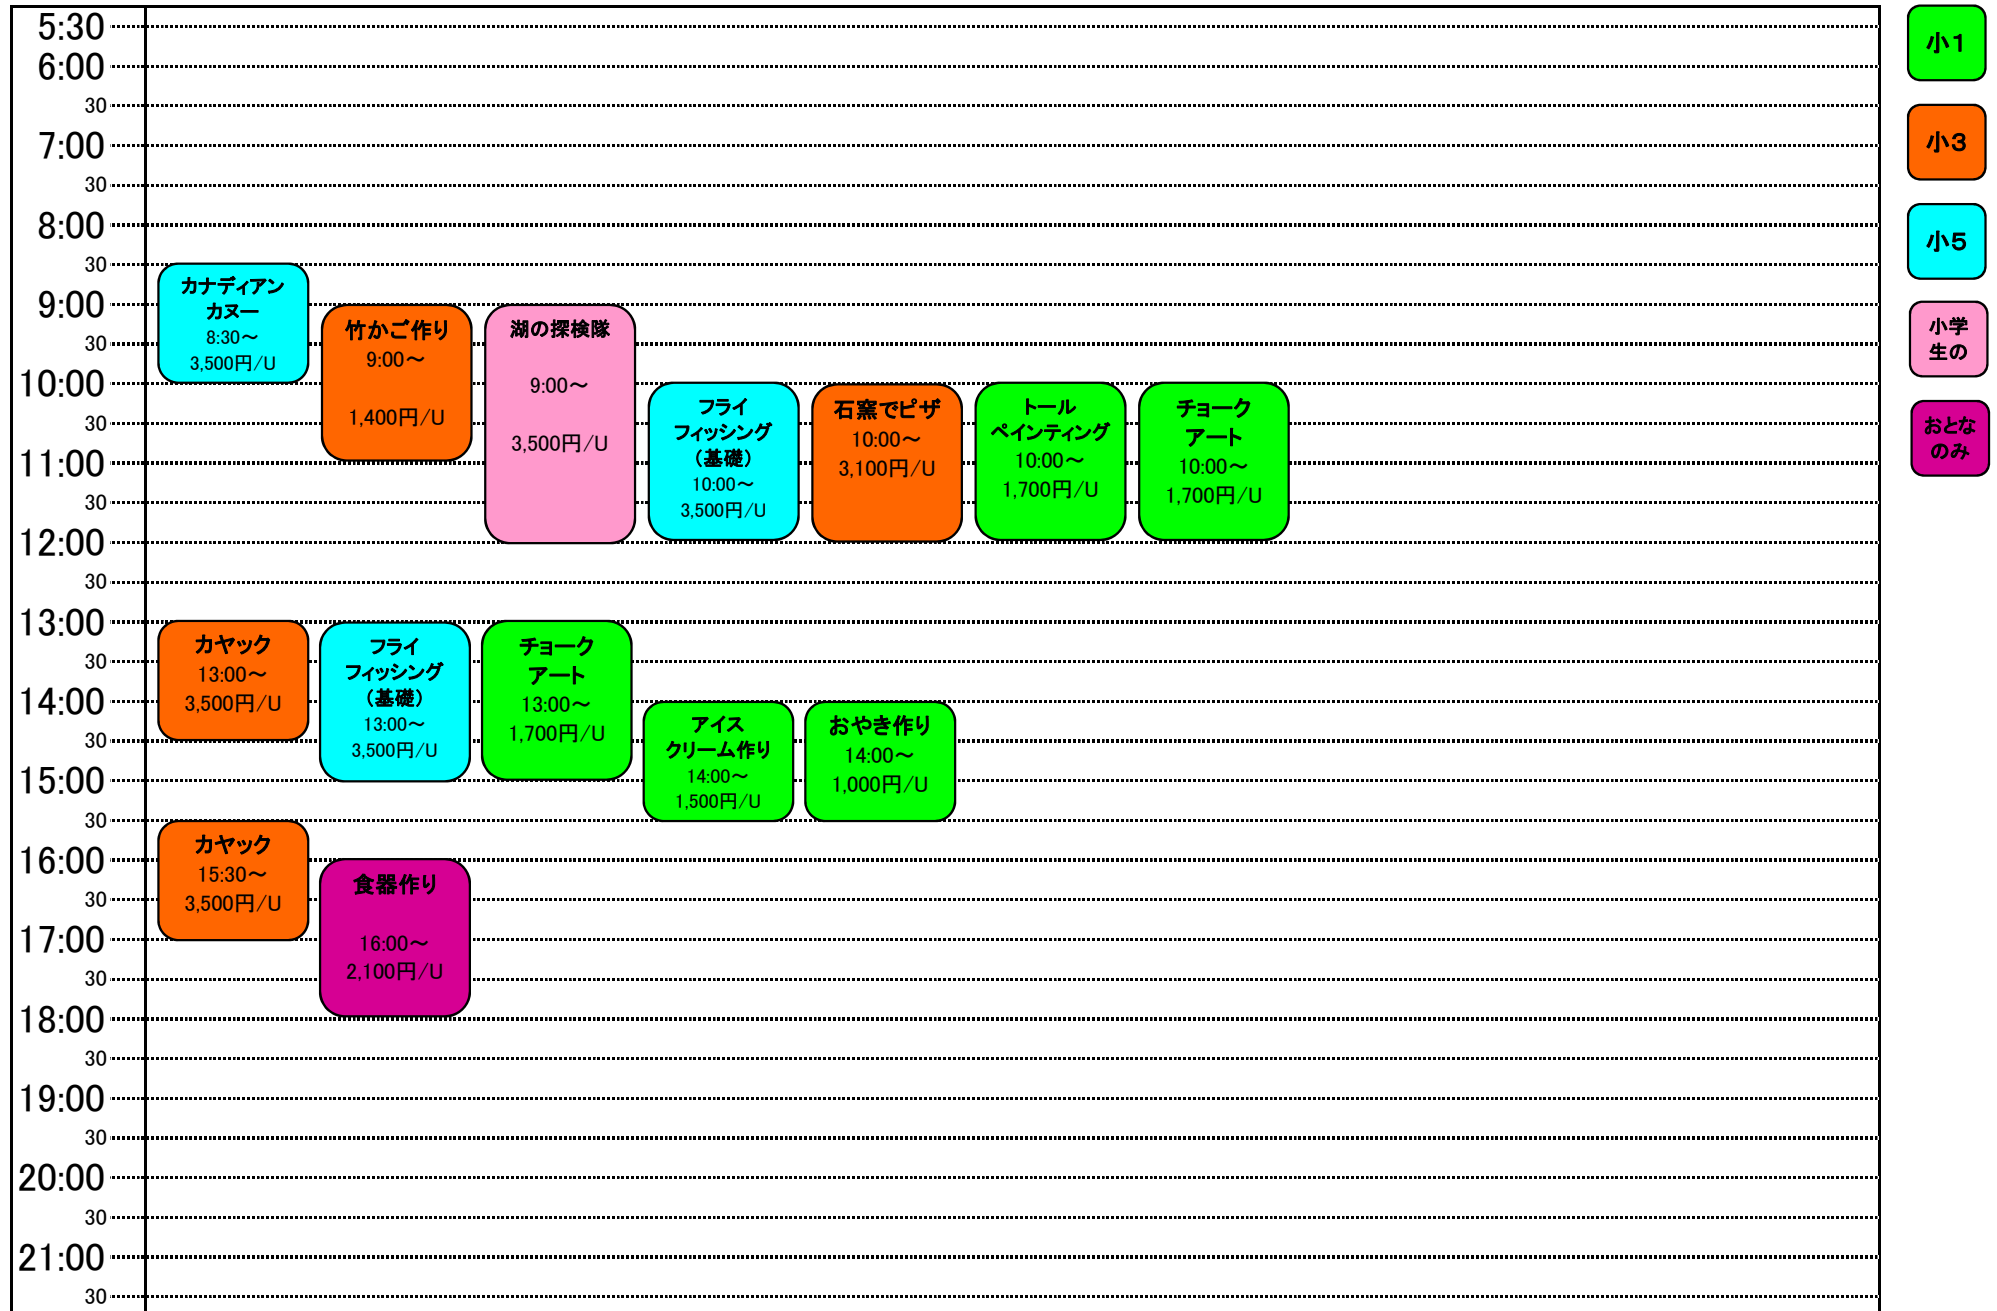 5:30
6:00
30
7:00
30
8:00
30
9:00
30
10:00
30
11:00
30
12:00
30
13:00
30
14:00
30
15:00
30
16:00
30
17:00
30
18:00
30
19:00
30
20:00
30
21:00
30
カナディアン
カヌー
8:30～
3,500円/U
竹かご作り
9:00～
1,400円/U
湖の探検隊
9:00～
3,500円/U
フライ
フィッシング
（基礎）
10:00～
3,500円/U
石窯でピザ
10:00～
3,100円/U
トール
ペインティング
10:00～
1,700円/U
チョーク
アート
10:00～
1,700円/U
カヤック
13:00～
3,500円/U
フライ
フィッシング
（基礎）
13:00～
3,500円/U
チョーク
アート
13:00～
1,700円/U
アイス
クリーム作り
14:00～
1,500円/U
おやき作り
14:00～
1,000円/U
カヤック
15:30～
3,500円/U
食器作り
16:00～
2,100円/U
小1
小3
小5
小学
生の
おとな
のみ